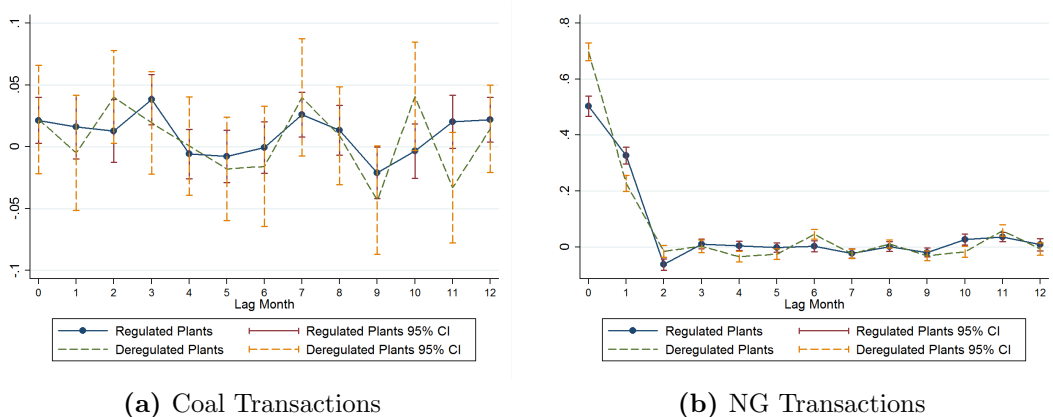 .1
.05
0
-.05
-.1
0 1 2 3 4 5 6 7 8 9 10 11 12
Lag Month
Regulated Plants Regulated Plants 95% CI
Deregulated Plants Deregulated Plants 95% CI
(a) Coal Transactions
.8
.6
.4
.2
0
0 1 2 3 4 5 6 7 8 9 10 11 12
Lag Month
Regulated Plants Regulated Plants 95% CI
Deregulated Plants Deregulated Plants 95% CI
(b) NG Transactions